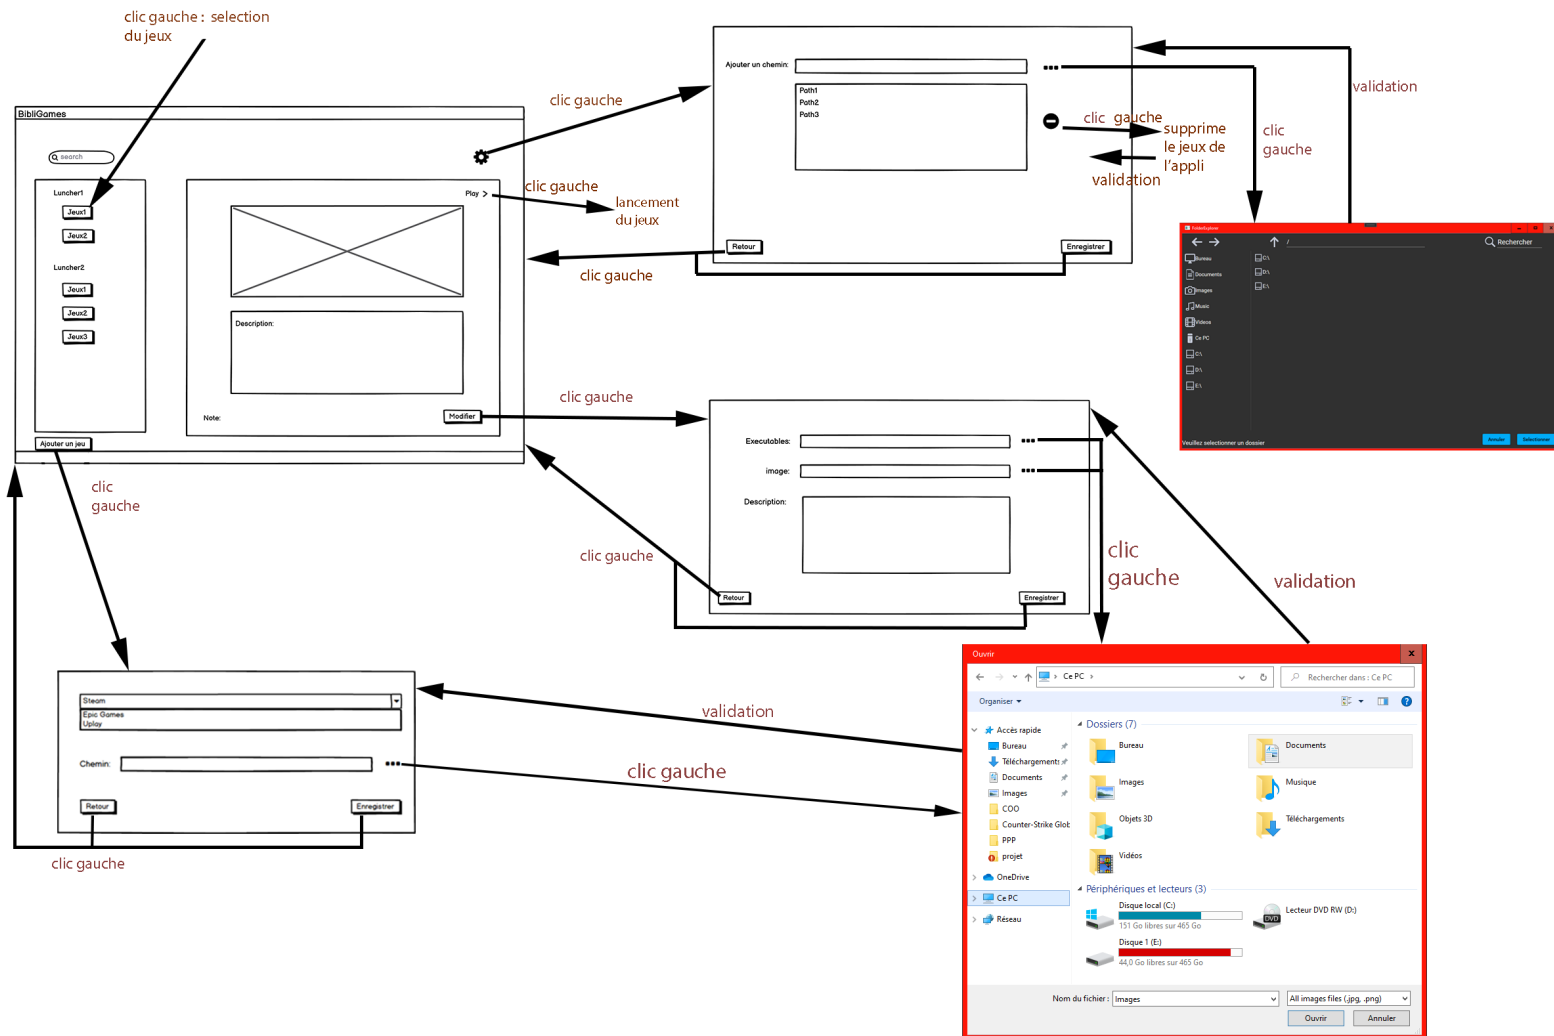 clic gauche : selection
du jeux
BibliGames
search
Luncher1
Jeux1
Jeux2
Luncher2
Jeux1
Jeux2
Jeux3
Ajouter un jeu
Play >
Description:
Note:
Modifier
clic gauche
clic gauche
lancement
du jeux
clic gauche
Ajouter un chemin:
Path1
Path2
Path3
Retour
Enregistrer
clic gauche
supprime
le jeux de
l'appli
validation
clic
gauche
validation
FolderExplorer
/
Rechercher
Bureau
Documents
Images
Music
Videos
Ce PC
C:\
D:\
E:\
C:\
D:\
E:\
Veuillez selectionner un dossier
Annuler
Selectionner
clic gauche
Executables:
image:
Description:
Retour
Enregistrer
clic gauche
clic
gauche
validation
clic
gauche
Steam
Epic Games
Uplay
Chemin:
Retour
Enregistrer
clic gauche
validation
clic gauche
Ouvrir
x
Ce PC
Rechercher dans : Ce PC
Organiser
Accès rapide
Bureau
Téléchargements
Documents
Images
COO
Counter-Strike Glob
PPP
projet
OneDrive
Ce PC
Réseau
Dossiers (7)
Bureau
Documents
Images
Musique
Objets 3D
Téléchargements
Vidéos
Périphériques et lecteurs (3)
Disque local (C:)
151 Go libres sur 465 Go
Lecteur DVD RW (D:)
DVD
Disque 1 (E:)
44,0 Go libres sur 465 Go
Nom du fichier :
Images
All images files (.jpg, .png)
Ouvrir
Annuler